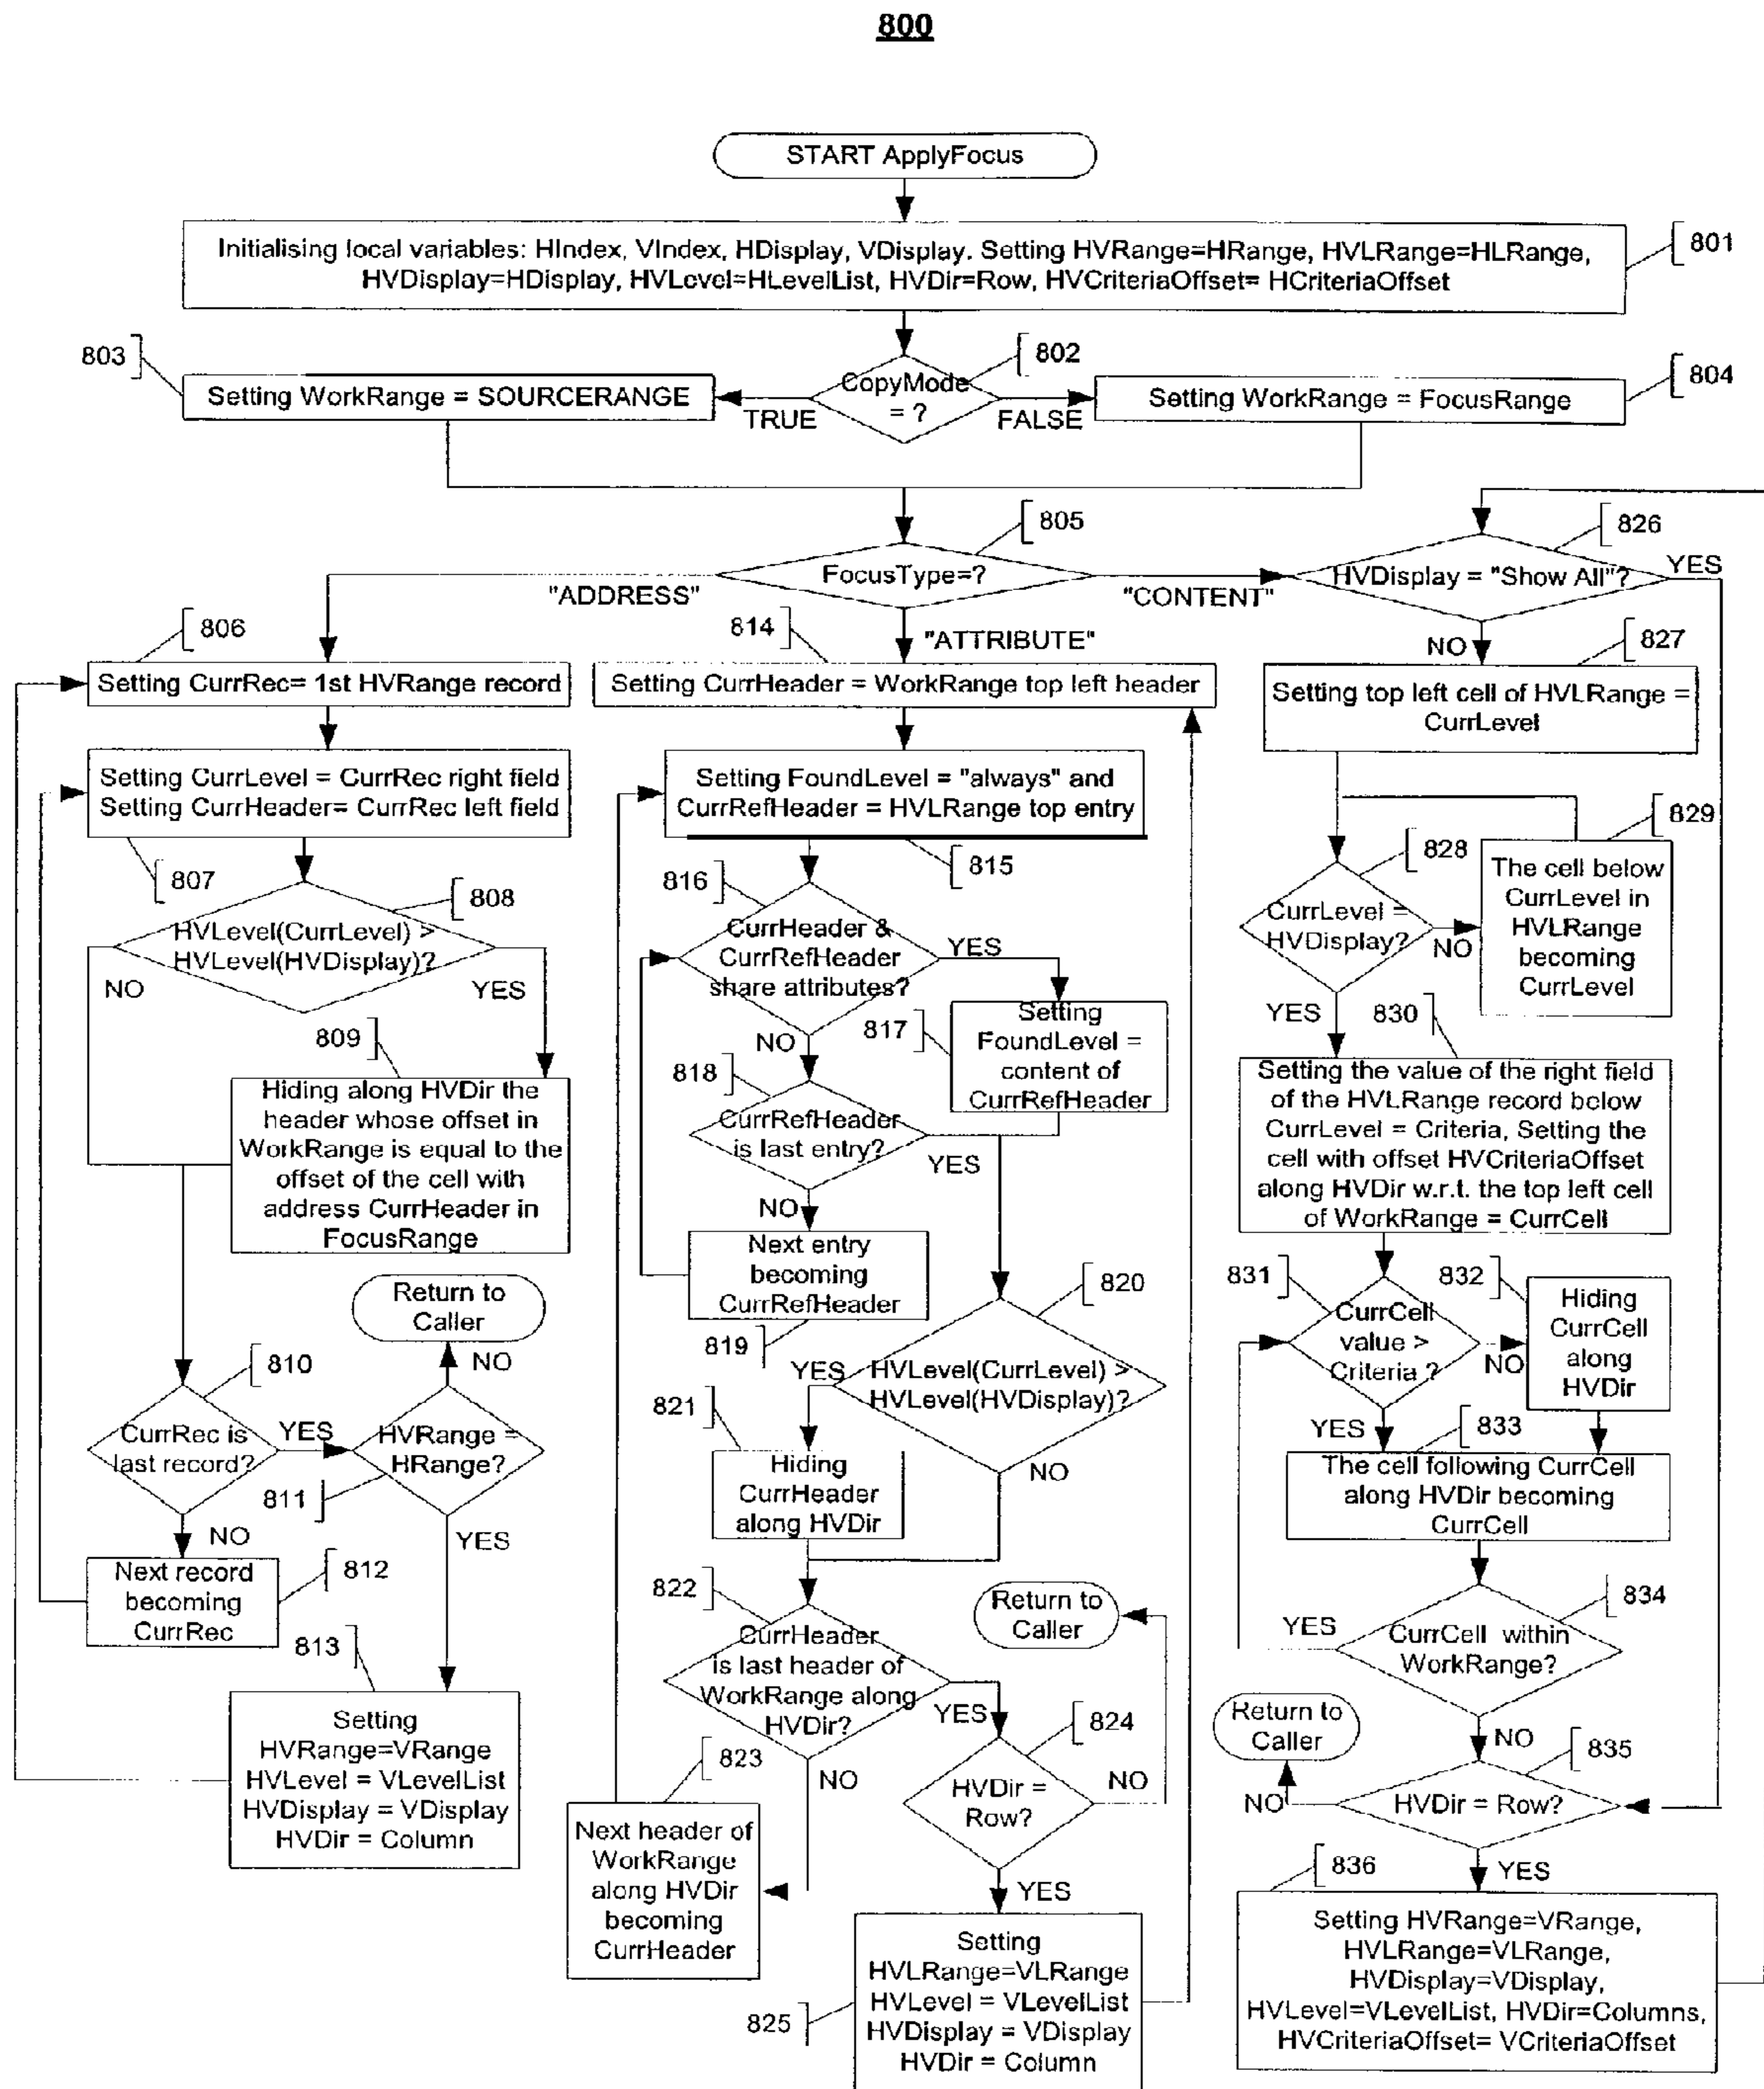 800
START ApplyFocus
Initialising local variables: HIndex, VIndex, HDisplay, VDisplay. Setting HVRange=HRange, HVLRange=HLRange,
HVDisplay=HDisplay, HVLevel=HLevelList, HVDir=Row, HVCriteriaOffset= HCriteriaOffset
801
803
802
804
Setting WorkRange = SOURCERANGE
CopyMode
= ?
TRUE
FALSE
Setting WorkRange = FocusRange
805
FocusType=?
"ADDRESS"
"ATTRIBUTE"
"CONTENT"
806
Setting CurrRec= 1st HVRange record
Setting CurrLevel = CurrRec right field
Setting CurrHeader= CurrRec left field
807
808
HVLevel(CurrLevel) >
HVLevel(HVDisplay)?
NO
YES
809
Hiding along HVDir the
header whose offset in
WorkRange is equal to the
offset of the cell with
address CurrHeader in
FocusRange
Return to
Caller
NO
810
CurrRec is
last record?
YES
HVRange =
HRange?
811
NO
YES
Next record
becoming
CurrRec
812
813
Setting
HVRange=VRange
HVLevel = VLevelList
HVDisplay = VDisplay
HVDir = Column
814
Setting CurrHeader = WorkRange top left header
Setting FoundLevel = "always" and
CurrRefHeader = HVLRange top entry
815
816
CurrHeader &
CurrRefHeader
share attributes?
YES
NO
817
Setting
FoundLevel =
content of
CurrRefHeader
818
CurrRefHeader
is last entry?
YES
NO
Next entry
becoming
CurrRefHeader
819
820
HVLevel(CurrLevel) >
HVLevel(HVDisplay)?
YES
NO
821
Hiding
CurrHeader
along HVDir
822
CurrHeader
is last header of
WorkRange along
HVDir?
YES
NO
823
Next header of
WorkRange
along HVDir
becoming
CurrHeader
Return to
Caller
824
HVDir =
Row?
NO
YES
825
Setting
HVLRange=VLRange
HVLevel = VLevelList
HVDisplay = VDisplay
HVDir = Column
826
HVDisplay = "Show All"?
YES
NO
827
Setting top left cell of HVLRange =
CurrLevel
828
CurrLevel =
HVDisplay?
NO
YES
829
The cell below
CurrLevel in
HVLRange
becoming
CurrLevel
830
Setting the value of the right field
of the HVLRange record below
CurrLevel = Criteria, Setting the
cell with offset HVCriteriaOffset
along HVDir w.r.t. the top left cell
of WorkRange = CurrCell
831
CurrCell
value >
Criteria ?
NO
YES
832
Hiding
CurrCell
along
HVDir
833
The cell following CurrCell
along HVDir becoming
CurrCell
834
CurrCell within
WorkRange?
YES
NO
Return to
Caller
835
HVDir = Row?
NO
YES
836
Setting HVRange=VRange,
HVLRange=VLRange,
HVDisplay=VDisplay,
HVLevel=VLevelList, HVDir=Columns,
HVCriteriaOffset= VCriteriaOffset